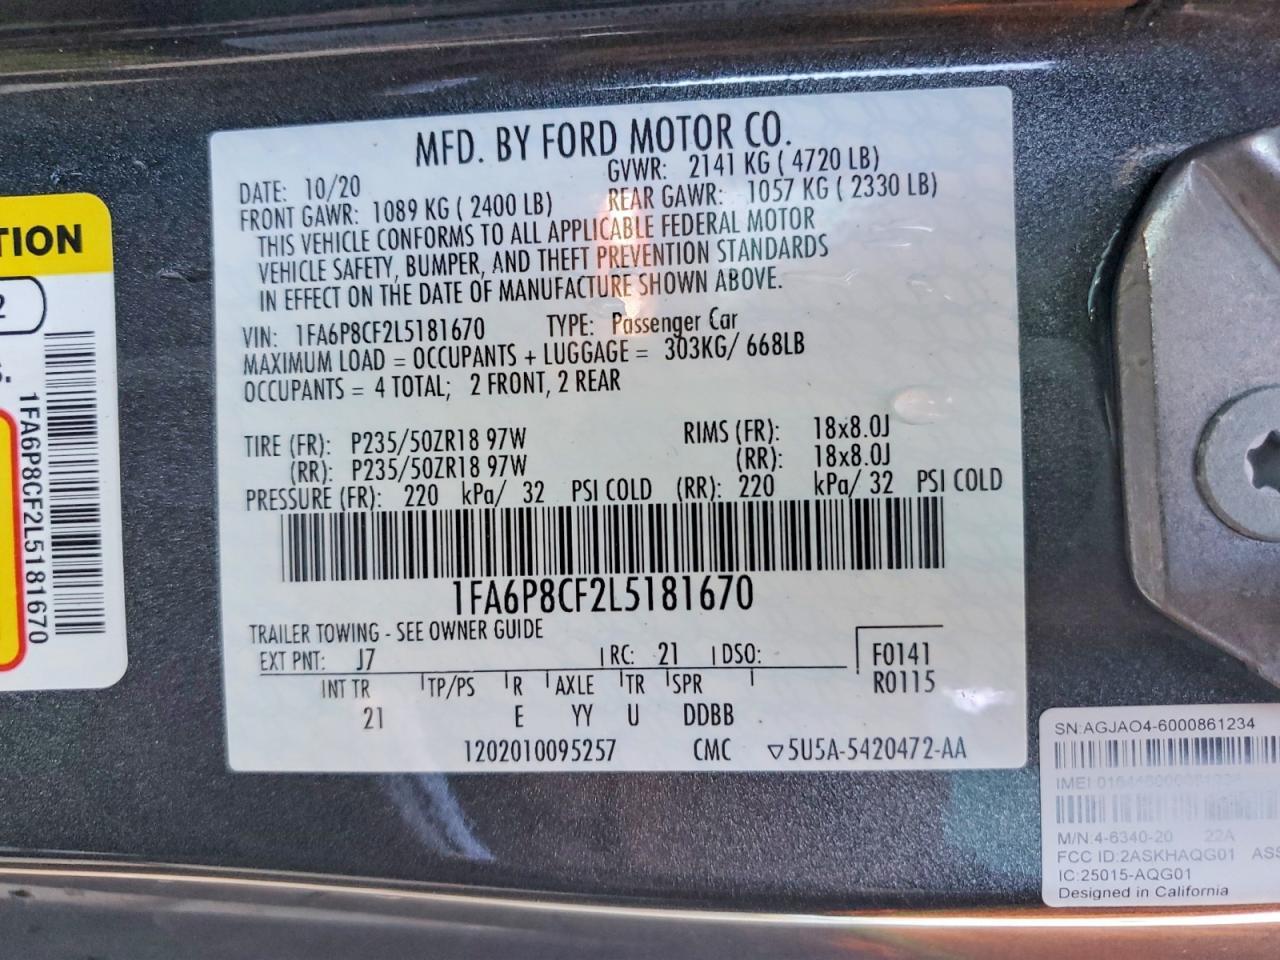 MFD. BY FORD MOTOR CO.
DATE: 10/20 GVWR: 2141 KG ( 4720 LB)
FRONT GAWR: 1089 KG ( 2400 LB) REAR GAWR: 1057 KG ( 2330 LB)
THIS VEHICLE CONFORMS TO ALL APPLICABLE FEDERAL MOTOR
VEHICLE SAFETY, BUMPER, AND THEFT PREVENTION STANDARDS
IN EFFECT ON THE DATE OF MANUFACTURE SHOWN ABOVE.
VIN: 1FA6P8CF2L5181670 TYPE: Passenger Car
MAXIMUM LOAD = OCCUPANTS + LUGGAGE = 303KG/ 668LB
OCCUPANTS = 4 TOTAL; 2 FRONT, 2 REAR
TIRE (FR): P235/50ZR18 97W RIMS (FR): 18x8.0J
(RR): P235/50ZR18 97W (RR): 18x8.0J
PRESSURE (FR): 220 kPa/ 32 PSI COLD (RR): 220 kPa/ 32 PSI COLD
1FA6P8CF2L5181670
TRAILER TOWING - SEE OWNER GUIDE
EXT PNT: J7 RC: 21 DSO: F0141
INT TR TP/PS R AXLE TR SPR R0115
21 E YY U DDBB
1202010095257 CMC ▽5U5A-5420472-AA
TION
2
S.
1FA6P8CF2L5181670
SN:AGJAO4-6000861234
IMEI
M/N:4-6340-20 22A
FCC ID:2ASKHAQG01 ASS
IC:25015-AQG01
Designed in California